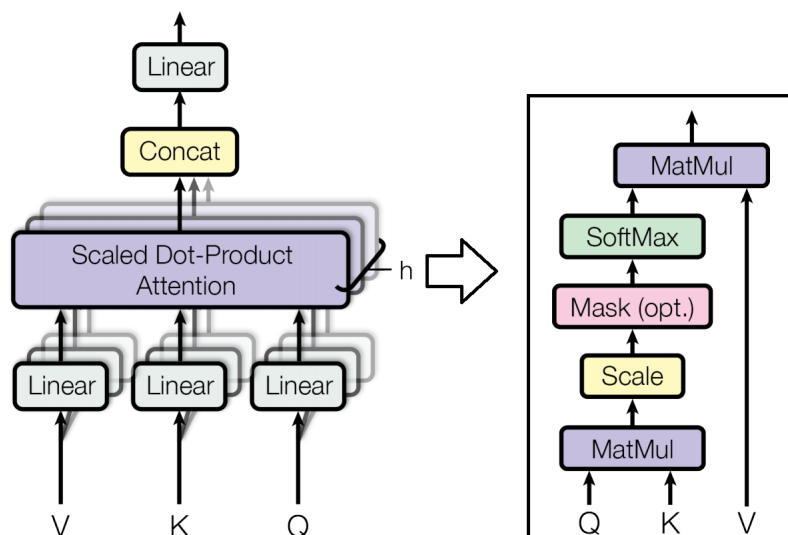 Linear
Concat
Scaled Dot-Product
Attention
h
Linear
Linear
Linear
V
K
Q
MatMul
SoftMax
Mask (opt.)
Scale
MatMul
Q
K
V